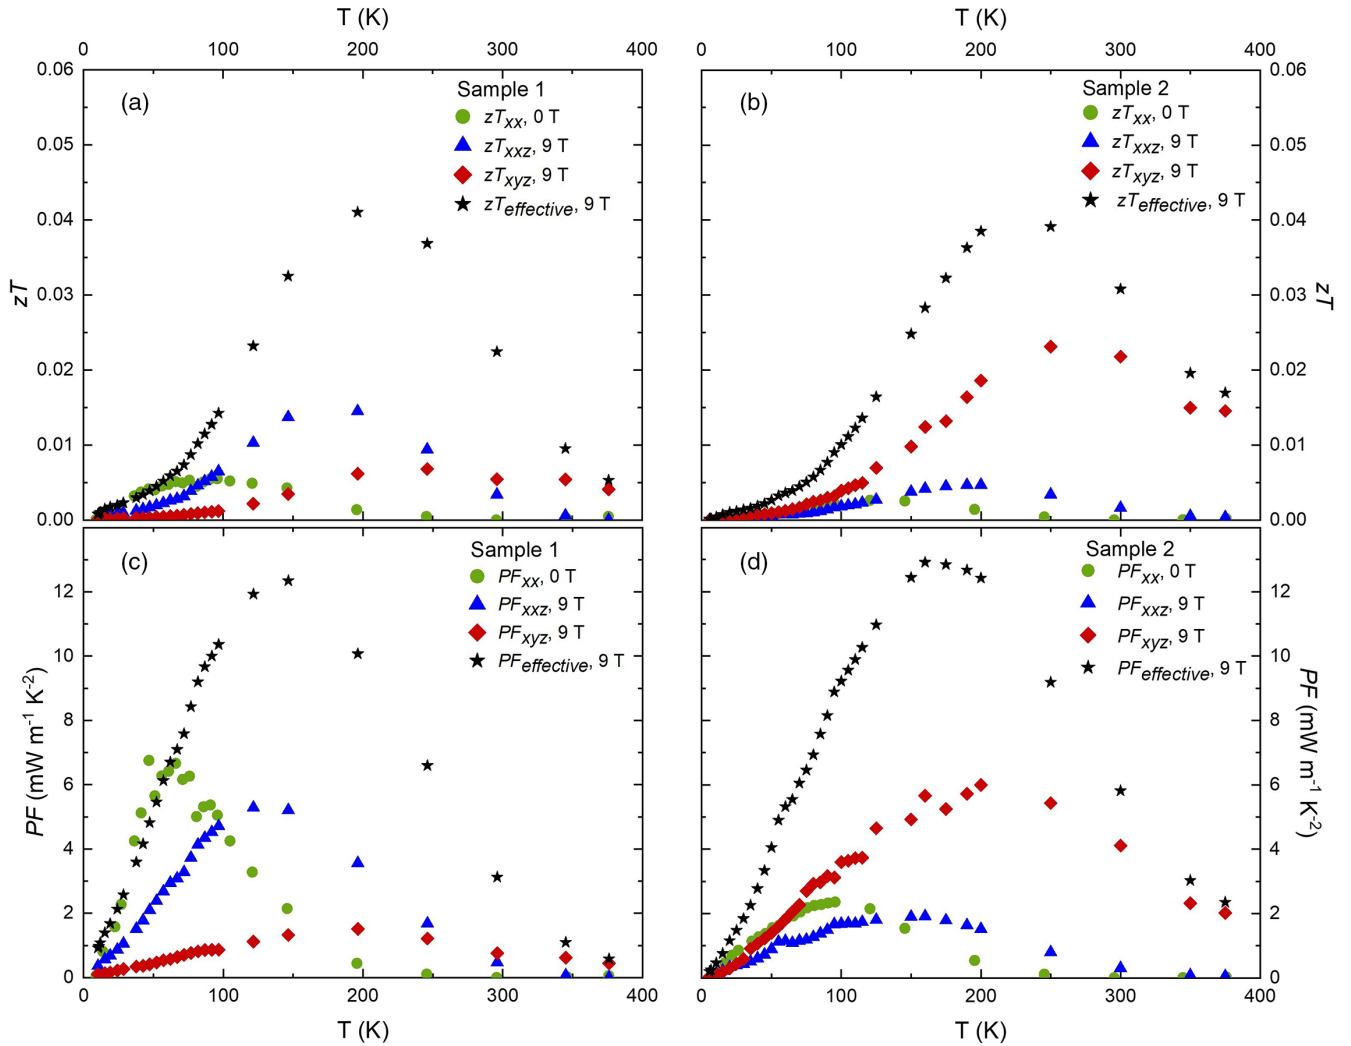 T (K)
T (K)
0 100 200 300 400
0 100 200 300 400
0.06
0.05
0.04
0.03
0.02
0.01
0.00
zT
(a)
Sample 1
zTxx, 0 T
zTxxz, 9 T
zTxyz, 9 T
zTeffective, 9 T
(b)
Sample 2
zTxx, 0 T
zTxxz, 9 T
zTxyz, 9 T
zTeffective, 9 T
0.06
0.05
0.04
0.03
0.02
0.01
0.00
zT
12
10
8
6
4
2
0
PF (mW m-1 K-2)
(c)
Sample 1
PFxx, 0 T
PFxxz, 9 T
PFxyz, 9 T
PFeffective, 9 T
(d)
Sample 2
PFxx, 0 T
PFxxz, 9 T
PFxyz, 9 T
PFeffective, 9 T
12
10
8
6
4
2
0
PF (mW m-1 K-2)
0 100 200 300 400
0 100 200 300 400
T (K)
T (K)